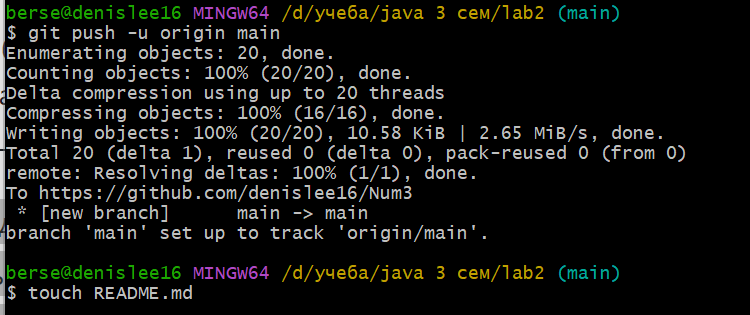 berse@denislee16 MINGW64 /d/учеба/java 3 сем/lab2 (main)
$ git push -u origin main
Enumerating objects: 20, done.
Counting objects: 100% (20/20), done.
Delta compression using up to 20 threads
Compressing objects: 100% (16/16), done.
Writing objects: 100% (20/20), 10.58 KiB | 2.65 MiB/s, done.
Total 20 (delta 1), reused 0 (delta 0), pack-reused 0 (from 0)
remote: Resolving deltas: 100% (1/1), done.
To https://github.com/denislee16/Num3
 * [new branch]      main -> main
branch 'main' set up to track 'origin/main'.
berse@denislee16 MINGW64 /d/учеба/java 3 сем/lab2 (main)
$ touch README.md